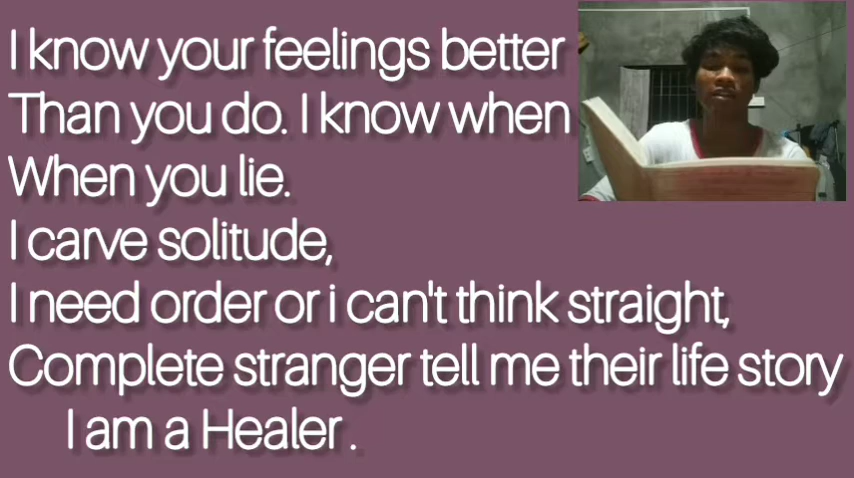 I know your feelings better
Than you do. I know when
When you lie.
I carve solitude,
I need order or i can't think straight,
Complete stranger tell me their life story
I am a Healer .